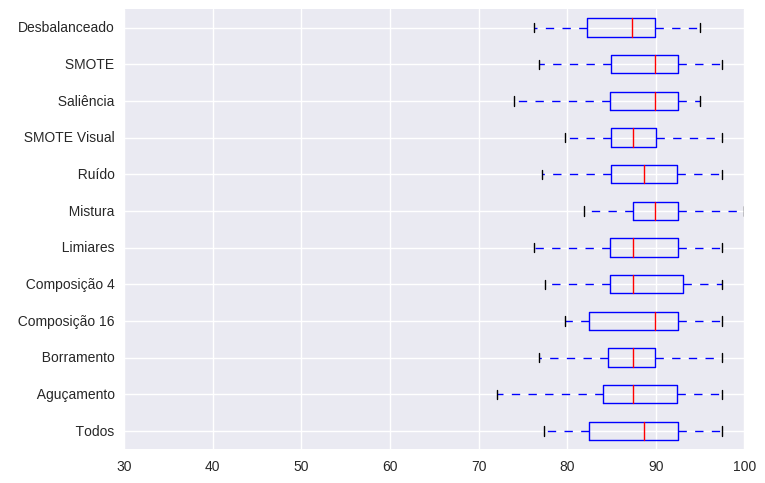 Desbalanceado
SMOTE
Saliência
SMOTE Visual
Ruído
Mistura
Limiares
Composição 4
Composição 16
Borramento
Aguçamento
Todos
30 40 50 60 70 80 90 100